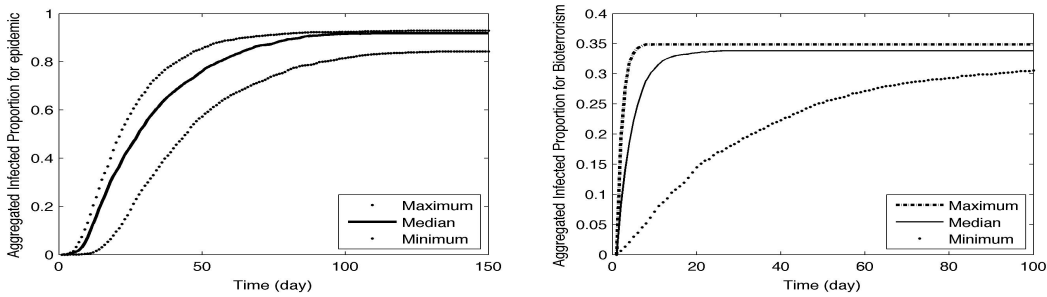 Aggregated Infected Proportion for epidemic
1
0.8
0.6
0.4
0.2
0
0
50
100
150
Time (day)
Maximum
Median
Minimum
Aggregated Infected Proportion for Bioterrorism
0.4
0.35
0.3
0.25
0.2
0.15
0.1
0.05
0
0
20
40
60
80
100
Time (day)
Maximum
Median
Minimum